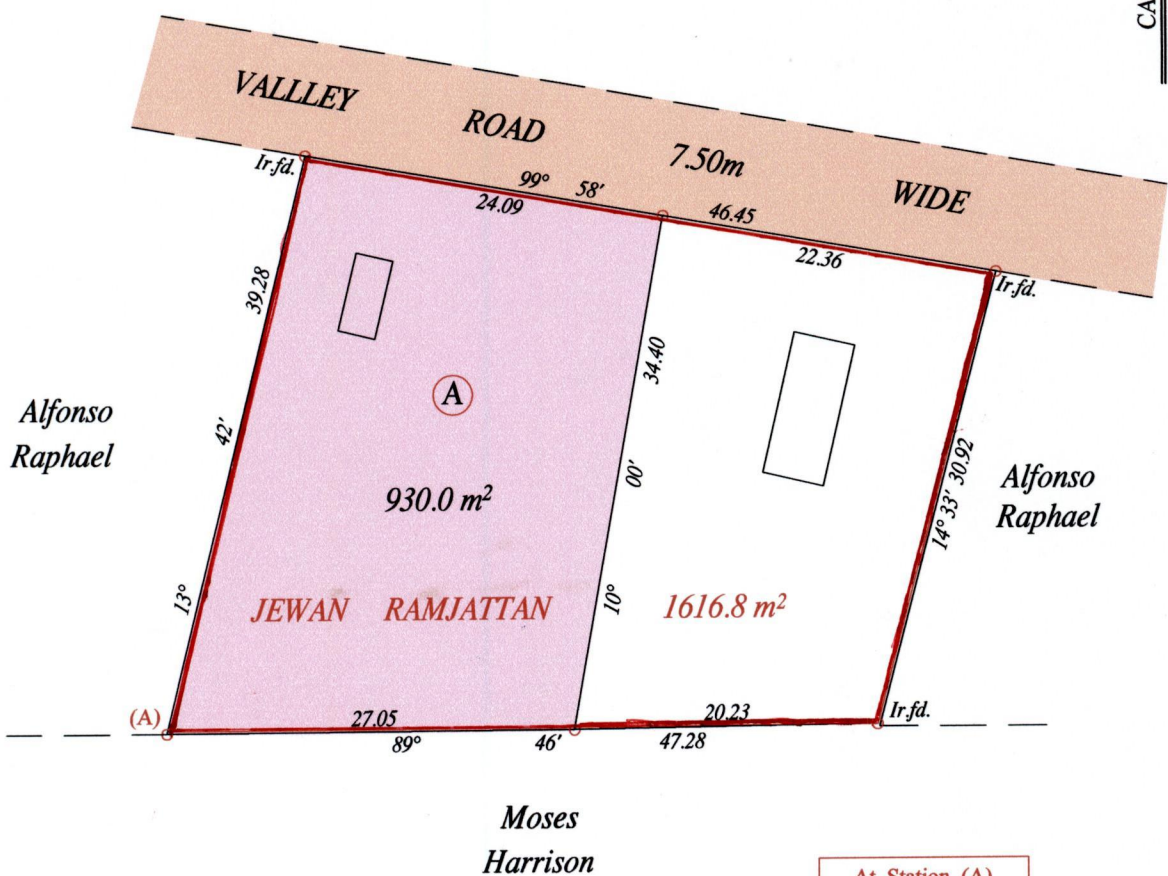 CA
VALLLEY ROAD 7.50m WIDE
Ir.fd.
99° 58' 46.45
24.09
22.36
Ir.fd.
39.28
42'
13°
34.40
00'
10°
14° 33' 30.92
Alfonso
Raphael
A
930.0 m²
JEWAN RAMJATTAN
1616.8 m²
Alfonso
Raphael
(A)
27.05
20.23
Ir.fd.
89° 46' 47.28
Moses
Harrison
At Station (A)